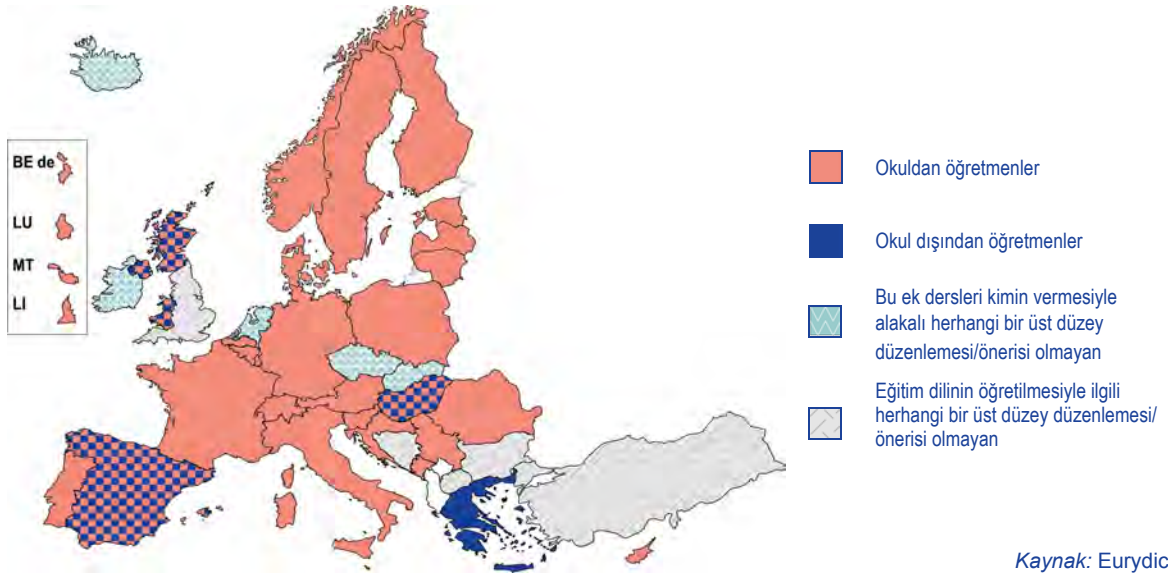 BE de
LU
MT
LI
Okuldan öğretmenler
Okul dışından öğretmenler
Bu ek dersleri kimin vermesiyle
alakalı herhangi bir üst düzey
düzenlemesi/önerisi olmayan
Eğitim dilinin öğretilmesiyle ilgili
herhangi bir üst düzey düzenlemesi/
önerisi olmayan
Kaynak: Eurydic